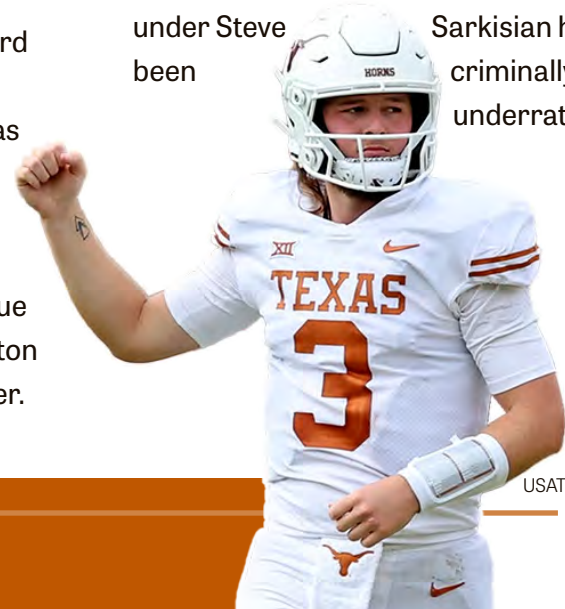 rd
under Steve
Sarkisian h
been
criminally
as
underrat
ue
ton
er.
HORNS
XII
TEXAS
3
USAT